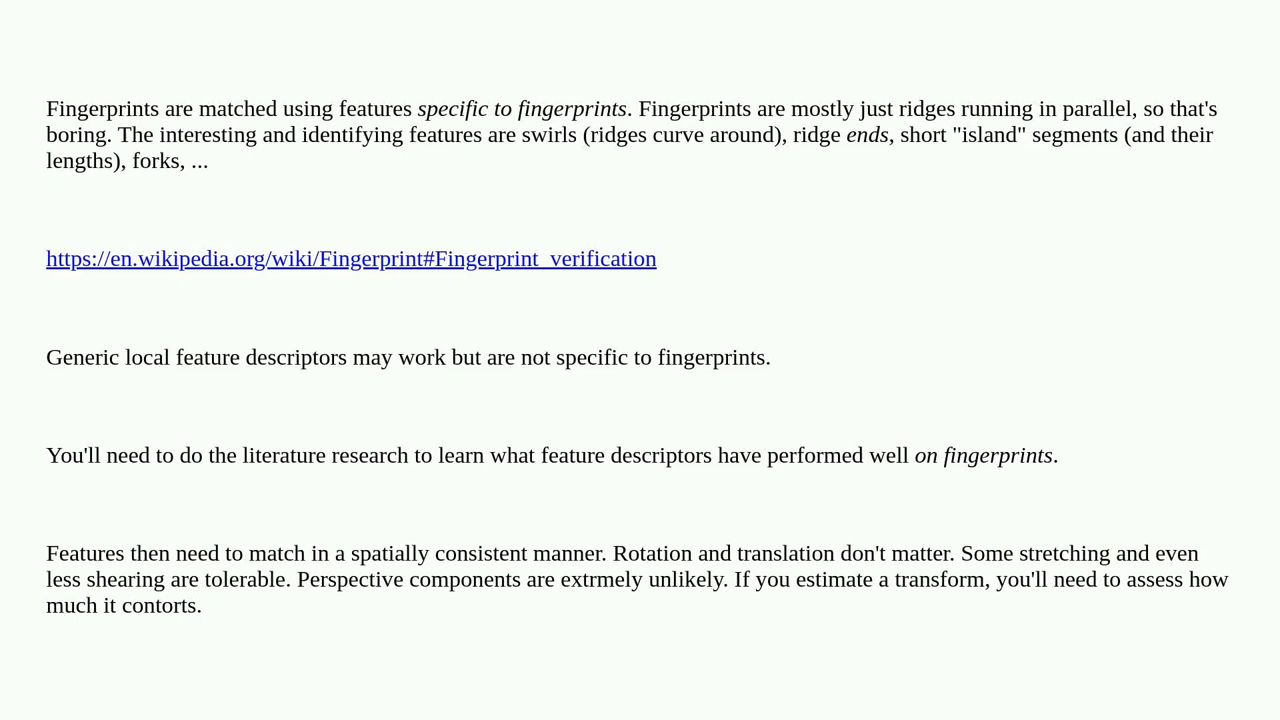 Fingerprints are matched using features specific to fingerprints. Fingerprints are mostly just ridges running in parallel, so that's
boring. The interesting and identifying features are swirls (ridges curve around), ridge ends, short "island" segments (and their
lengths), forks, ...
https://en.wikipedia.org/wiki/Fingerprint#Fingerprint_verification
Generic local feature descriptors may work but are not specific to fingerprints.
You'll need to do the literature research to learn what feature descriptors have performed well on fingerprints.
Features then need to match in a spatially consistent manner. Rotation and translation don't matter. Some stretching and even
less shearing are tolerable. Perspective components are extrmely unlikely. If you estimate a transform, you'll need to assess how
much it contorts.